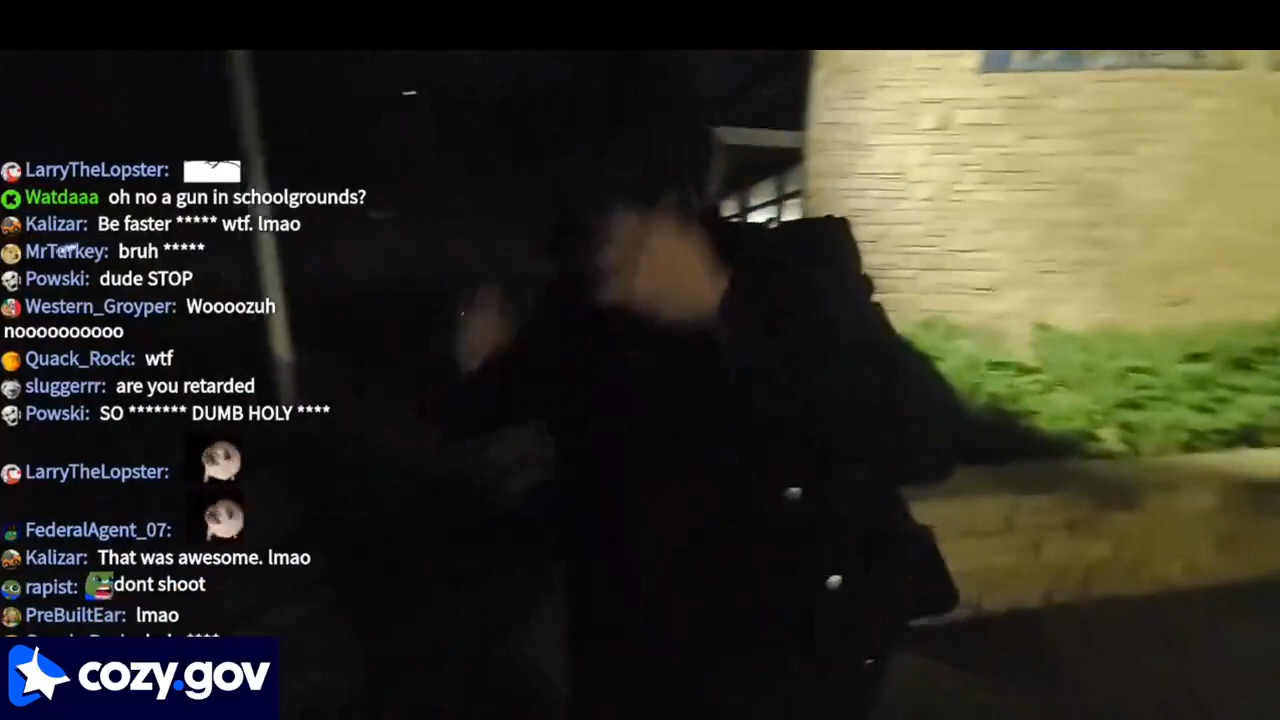 LarryTheLopster:
Watdaaa oh no a gun in schoolgrounds?
Kalizar: Be faster ***** wtf. lmao
MrTurkey: bruh *****
Powski: dude STOP
Western_Groyper: Woooozuh
nooooooooooo
Quack_Rock: wtf
sluggerrr: are you retarded
Powski: SO ******* DUMB HOLY ****
LarryTheLopster:
FederalAgent_07:
Kalizar: That was awesome. lmao
rapist: dont shoot
PreBuiltEar: lmao
cozy.gov